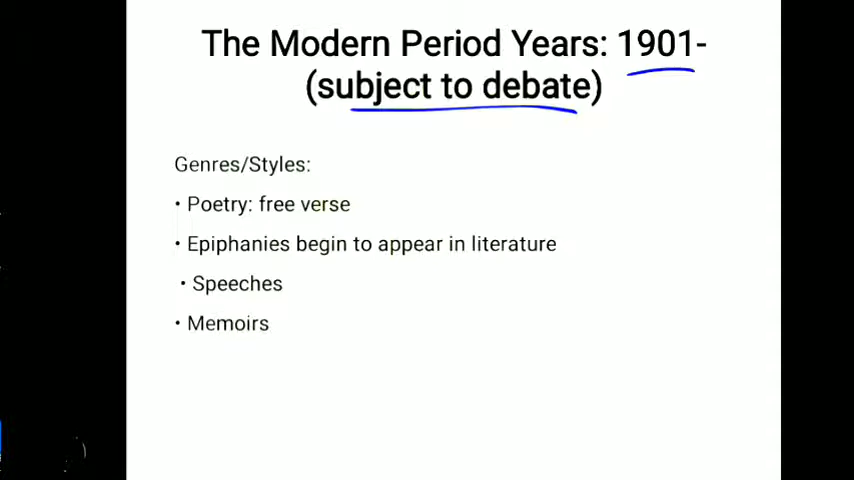 The Modern Period Years: 1901-
(subject to debate)
Genres/Styles:
• Poetry: free verse
• Epiphanies begin to appear in literature
• Speeches
• Memoirs